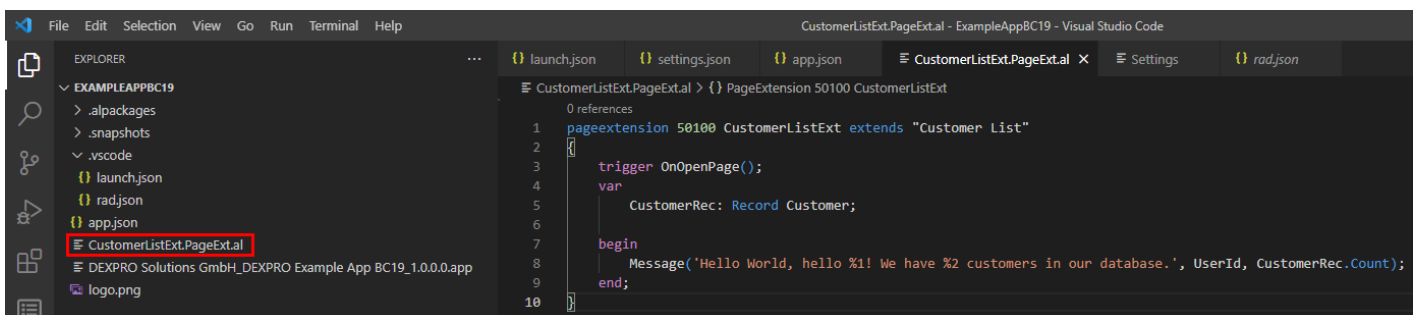 File Edit Selection View Go Run Terminal Help CustomerListExt.PageExt.al - ExampleAppBC19 - Visual Studio Code
EXPLORER ···
EXAMPLEAPPBC19
.alpackages
.snapshots
.vscode
{} launch.json
{} rad.json
{} app.json
CustomerListExt.PageExt.al
DEXPRO Solutions GmbH_DEXPRO Example App BC19_1.0.0.0.app
logo.png
{} launch.json {} settings.json {} app.json CustomerListExt.PageExt.al × Settings {} rad.json
CustomerListExt.PageExt.al > {} PageExtension 50100 CustomerListExt
0 references
1 pageextension 50100 CustomerListExt extends "Customer List"
2 {
3 trigger OnOpenPage();
4 var
5 CustomerRec: Record Customer;
6
7 begin
8 Message('Hello World, hello %1! We have %2 customers in our database.', UserId, CustomerRec.Count);
9 end;
10 }